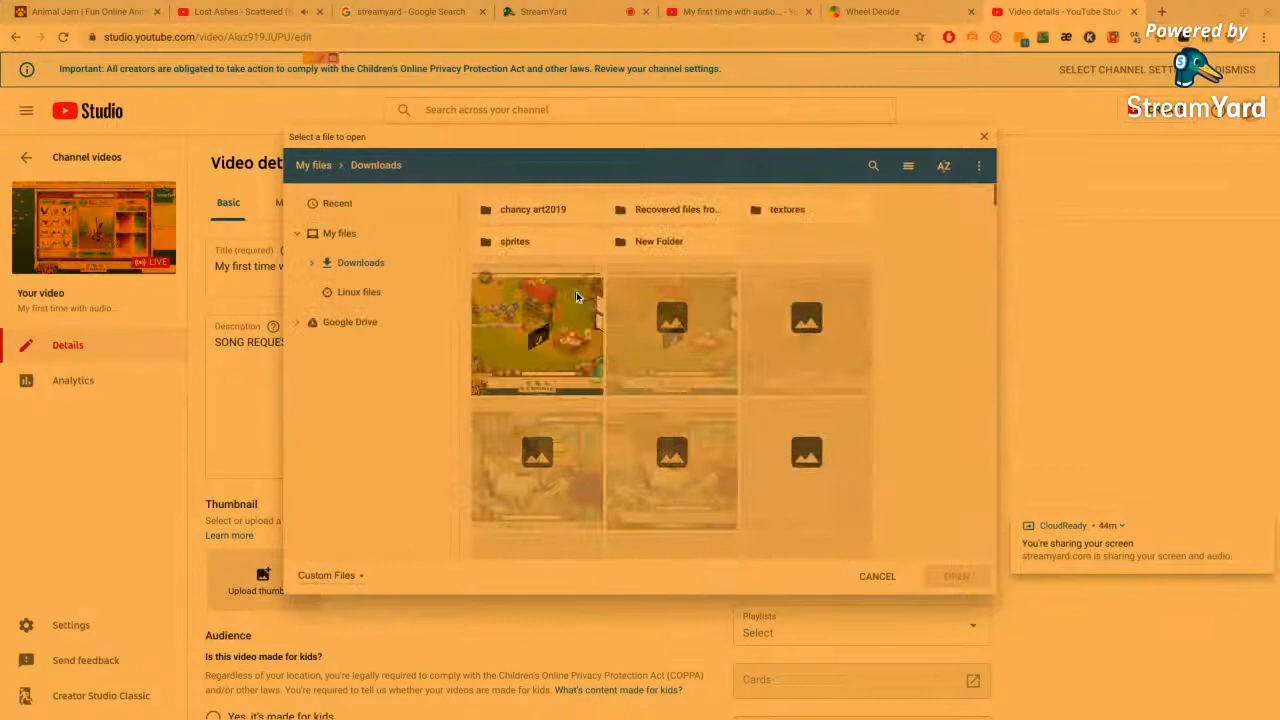 Animal Jam | Fun Online Anim
Lost Ashes - Scattered (
streamyard - Google Search
StreamYard
My first time with audio... - Yo
Wheel Decide
Video details - YouTube Stud
studio.youtube.com/video/AIaz919JUPU/edit
Powered by
StreamYard
Important: All creators are obligated to take action to comply with the Children's Online Privacy Protection Act and other laws. Review your channel settings.
SELECT CHANNEL SETT
DISMISS
Studio
Search across your channel
Select a file to open
Channel videos
Video det
My files > Downloads
AZ
Basic
M
Recent
My files
Downloads
Linux files
Google Drive
chancy art2019
Recovered files fro...
textures
sprites
New Folder
LIVE
Title (required)
My first time w
Your video
My first time with audio...
Description
SONG REQUES
Details
Analytics
Thumbnail
Select or upload a
Learn more
Upload thumb
Custom Files
CANCEL
OPEN
CloudReady • 44m
You're sharing your screen
streamyard.com is sharing your screen and audio.
Settings
Send feedback
Creator Studio Classic
Audience
Is this video made for kids?
Regardless of your location, you're legally required to comply with the Children's Online Privacy Protection Act (COPPA)
and/or other laws. You're required to tell us whether your videos are made for kids. What's content made for kids?
Yes, it's made for kids
Playlists
Select
Cards